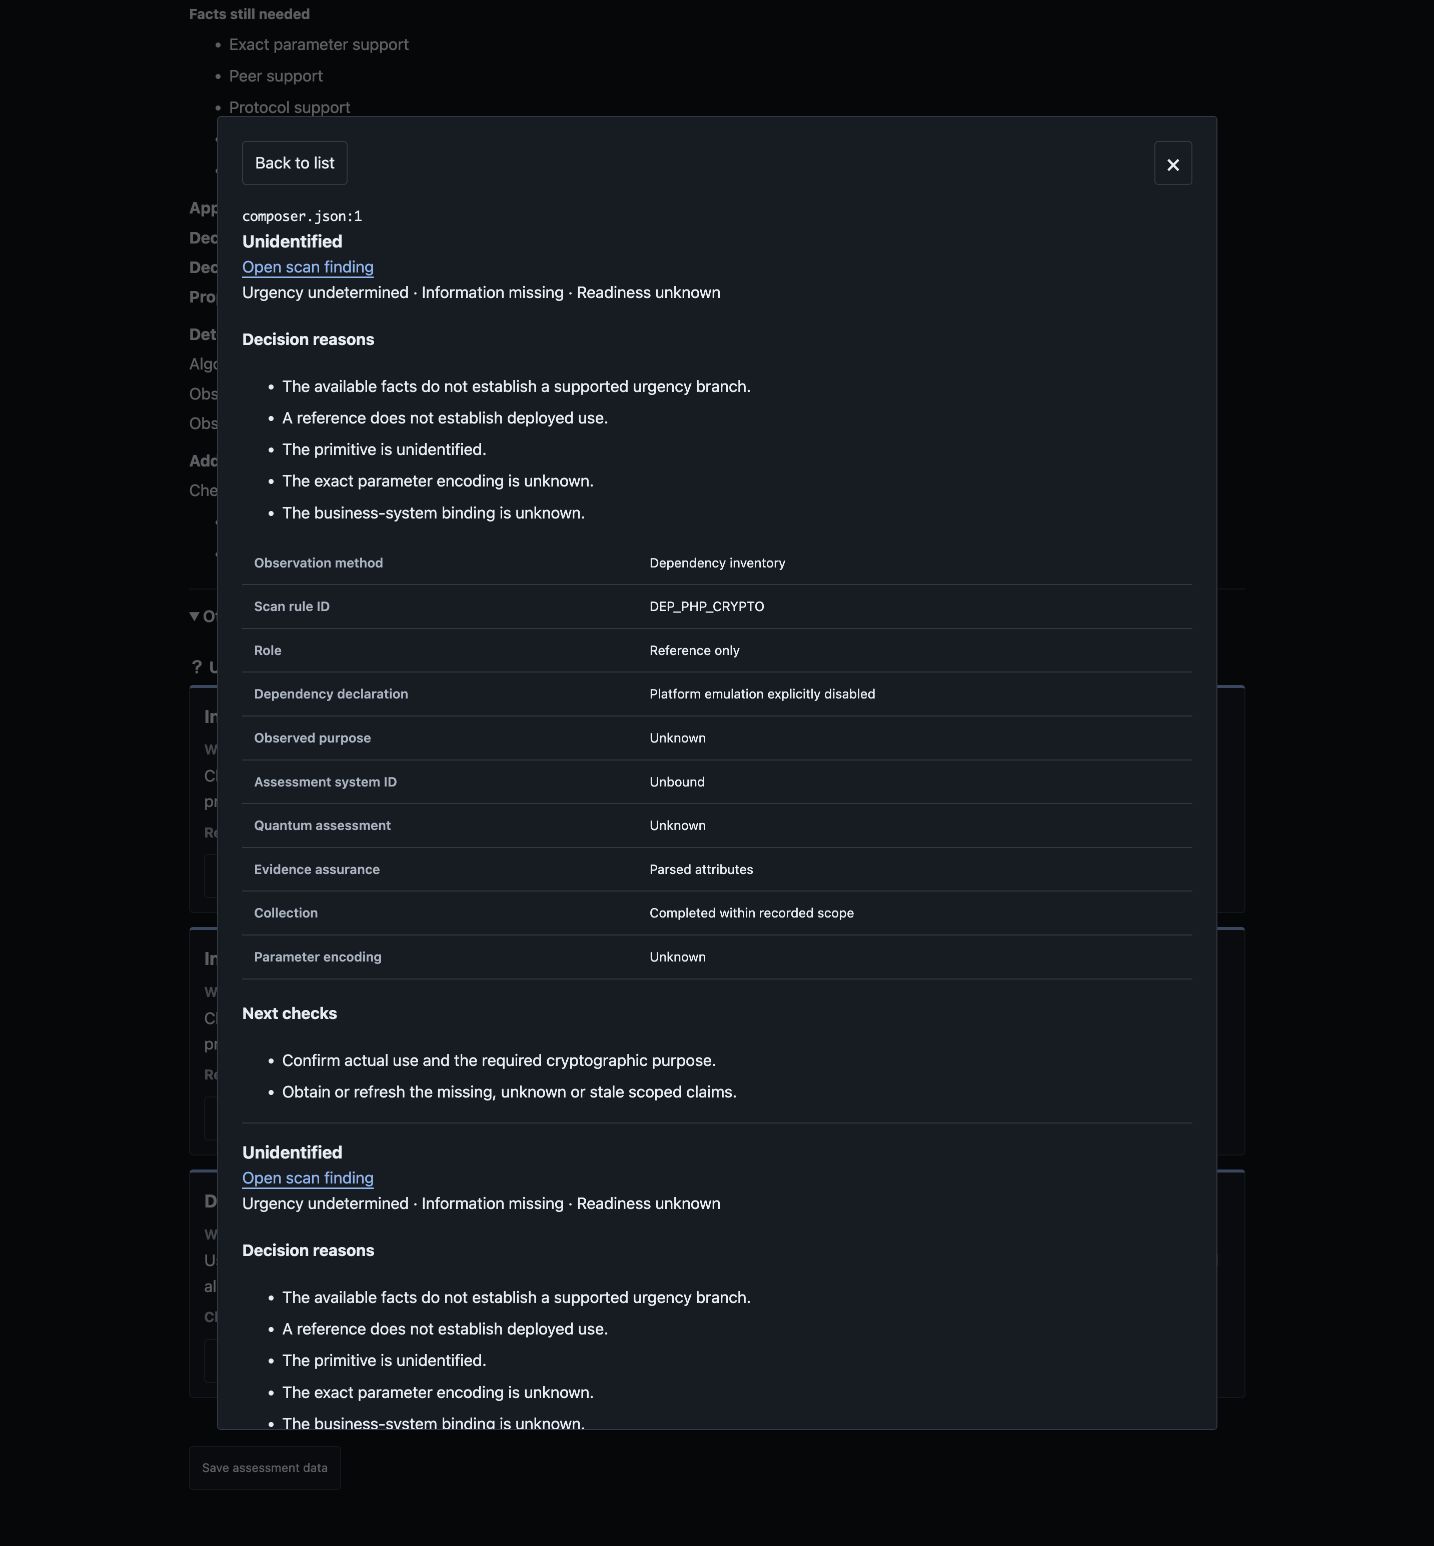 Facts still needed
• Exact parameter support
• Peer support
• Protocol support
Back to list
×
composer.json:1
Unidentified
Open scan finding
Urgency undetermined · Information missing · Readiness unknown
Decision reasons
• The available facts do not establish a supported urgency branch.
• A reference does not establish deployed use.
• The primitive is unidentified.
• The exact parameter encoding is unknown.
• The business-system binding is unknown.
Observation method Dependency inventory
Scan rule ID DEP_PHP_CRYPTO
Role Reference only
Dependency declaration Platform emulation explicitly disabled
Observed purpose Unknown
Assessment system ID Unbound
Quantum assessment Unknown
Evidence assurance Parsed attributes
Collection Completed within recorded scope
Parameter encoding Unknown
Next checks
• Confirm actual use and the required cryptographic purpose.
• Obtain or refresh the missing, unknown or stale scoped claims.
Unidentified
Open scan finding
Urgency undetermined · Information missing · Readiness unknown
Decision reasons
• The available facts do not establish a supported urgency branch.
• A reference does not establish deployed use.
• The primitive is unidentified.
• The exact parameter encoding is unknown.
• The business-system binding is unknown.
Save assessment data